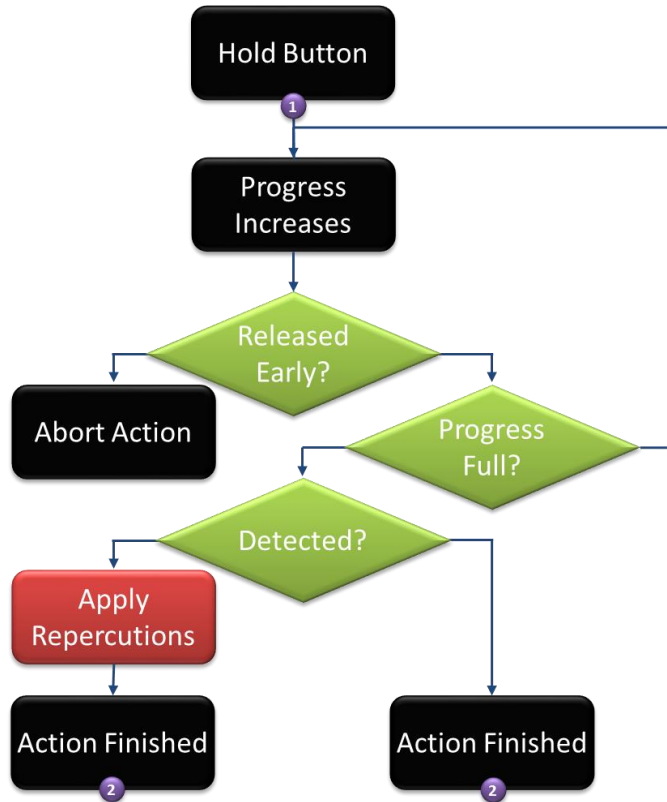 Hold Button
1
Progress
Increases
Released
Early?
Abort Action
Progress
Full?
Detected?
Apply
Repercutions
Action Finished
2
Action Finished
2